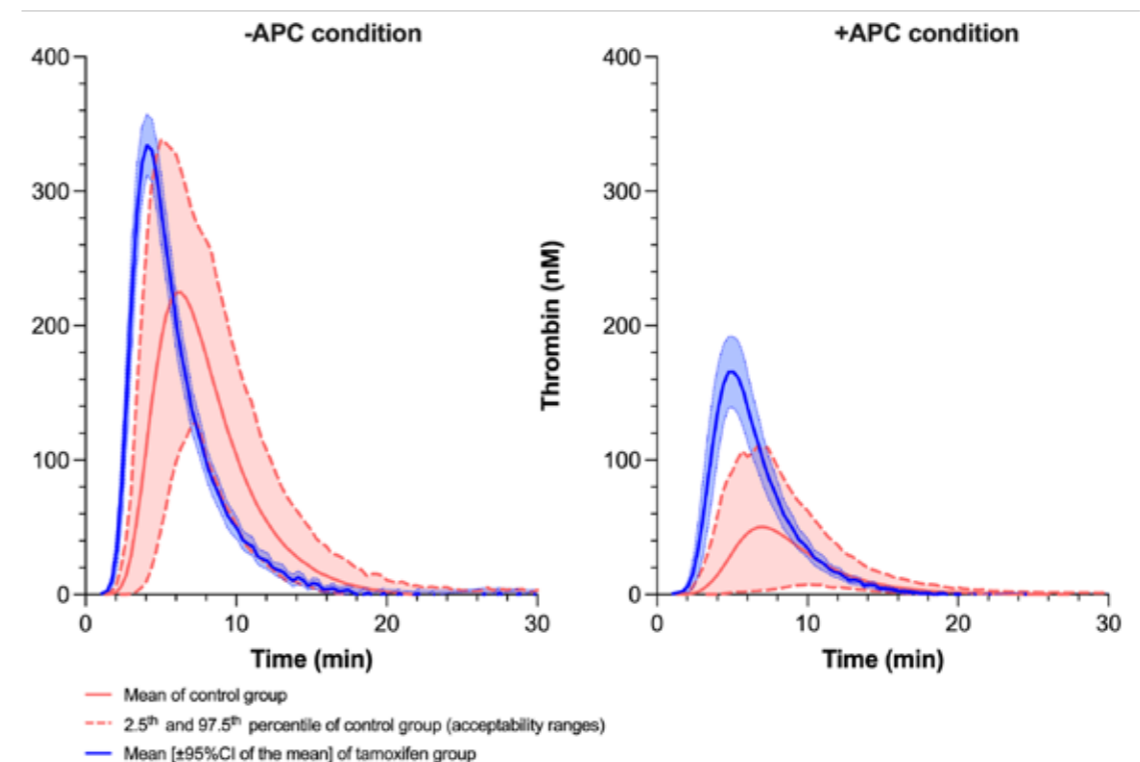 -APC condition
400
300
200
100
0
0 10 20 30
Time (min)
+APC condition
Thrombin (nM)
400
300
200
100
0
0 10 20 30
Time (min)
Mean of control group
2.5th and 97.5th percentile of control group (acceptability ranges)
Mean [±95%CI of the mean] of tamoxifen group